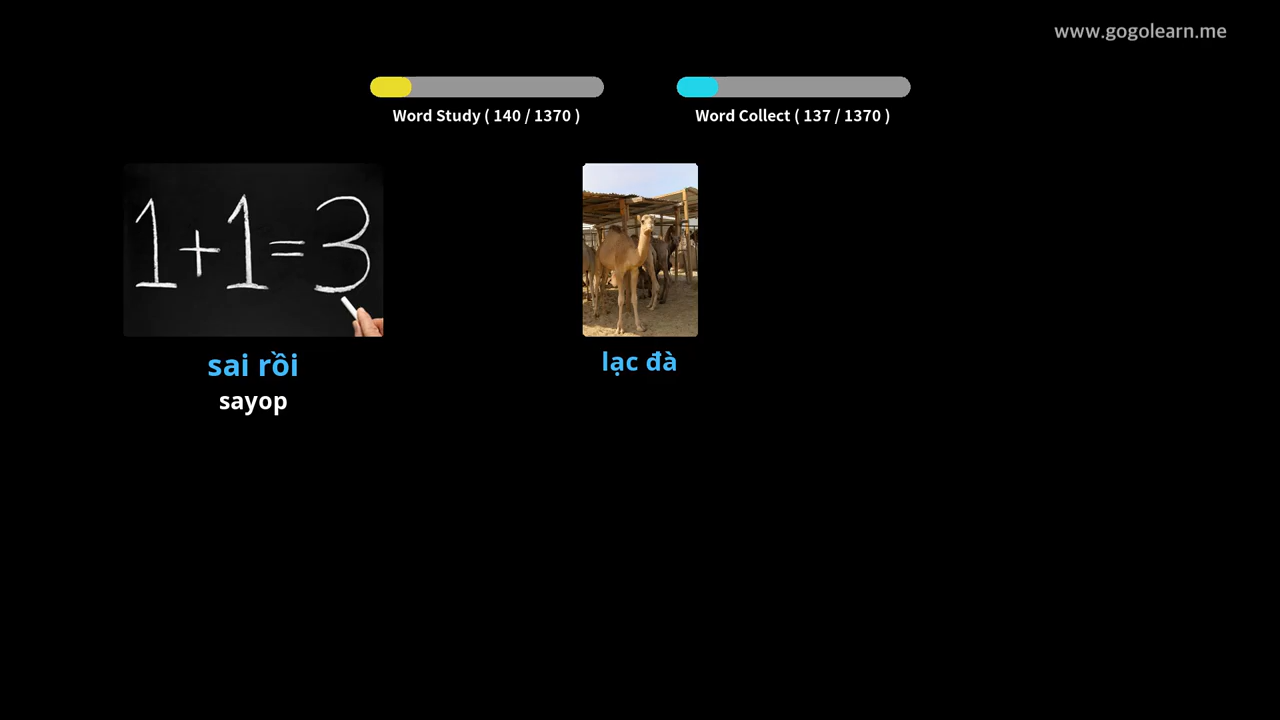 www.gogolearn.me
Word Study ( 140 / 1370 )
Word Collect ( 137 / 1370 )
1+1=3
sai rồi
sayop
lạc đà